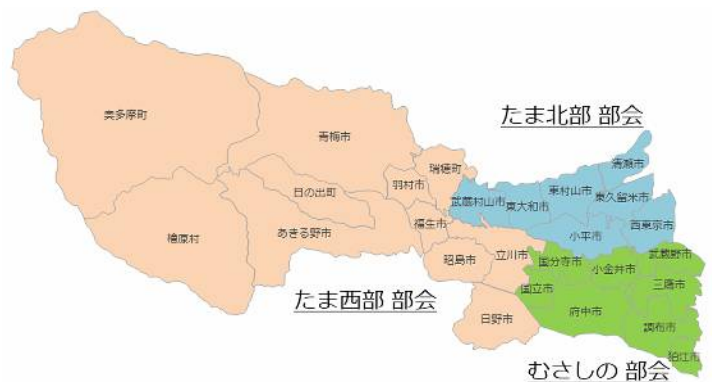 たま北部 部会
奥多摩町
青梅市
清瀬市
瑞穂町
羽村市
日の出町
東村山市
東久留米市
武蔵村山市
東大和市
福生市
西東京市
小平市
あきる野市
檜原村
立川市
武蔵野市
昭島市
国分寺市
小金井市
三鷹市
国立市
たま西部 部会
府中市
日野市
調布市
狛江市
むさしの 部会